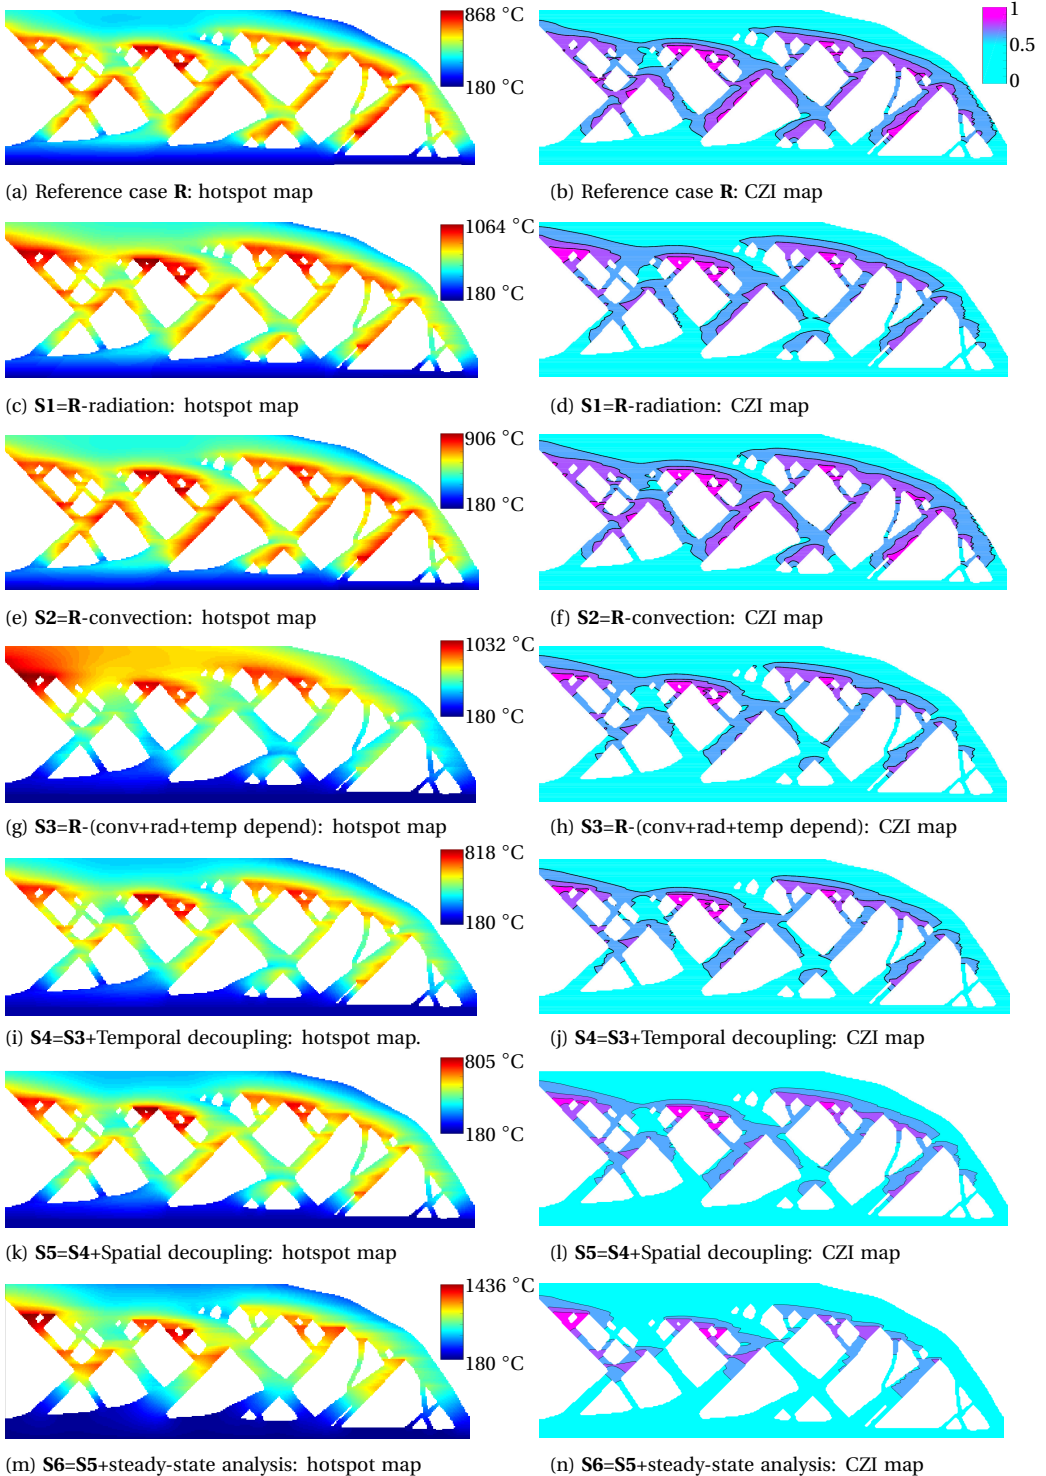 868 °C
180 °C
1
0.5
0
(a) Reference case R: hotspot map
(b) Reference case R: CZI map
1064 °C
180 °C
(c) S1=R-radiation: hotspot map
(d) S1=R-radiation: CZI map
906 °C
180 °C
(e) S2=R-convection: hotspot map
(f) S2=R-convection: CZI map
1032 °C
180 °C
(g) S3=R-(conv+rad+temp depend): hotspot map
(h) S3=R-(conv+rad+temp depend): CZI map
818 °C
180 °C
(i) S4=S3+Temporal decoupling: hotspot map.
(j) S4=S3+Temporal decoupling: CZI map
805 °C
180 °C
(k) S5=S4+Spatial decoupling: hotspot map
(l) S5=S4+Spatial decoupling: CZI map
1436 °C
180 °C
(m) S6=S5+steady-state analysis: hotspot map
(n) S6=S5+steady-state analysis: CZI map